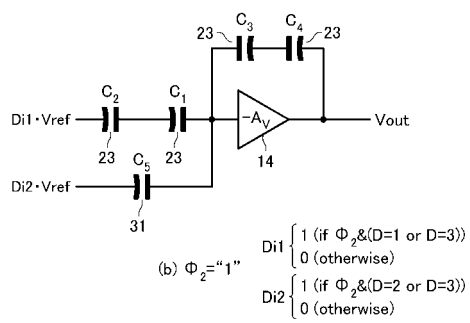 C₃ C₄
23 23
C₂ C₁
Di1·Vref −Aᵥ Vout
23 C₅ 23 14
Di2·Vref
31
(b) Φ₂=“1”
Di1 { 1 (if Φ₂&(D=1 or D=3))
0 (otherwise)
Di2 { 1 (if Φ₂&(D=2 or D=3))
0 (otherwise)